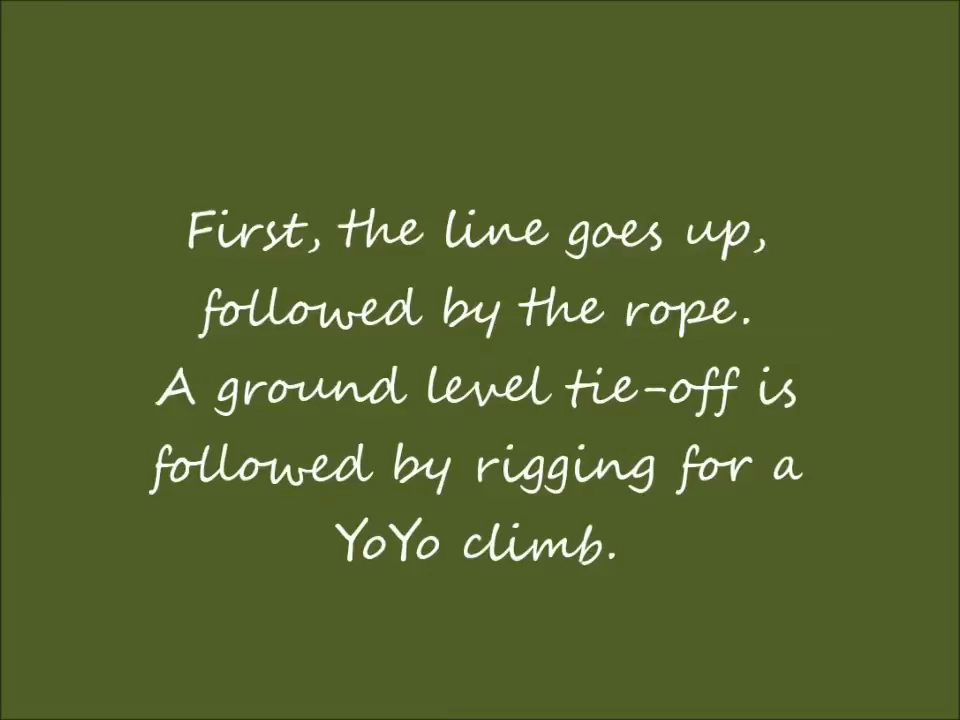 First, the line goes up,
followed by the rope.
A ground level tie-off is
followed by rigging for a
YoYo climb.